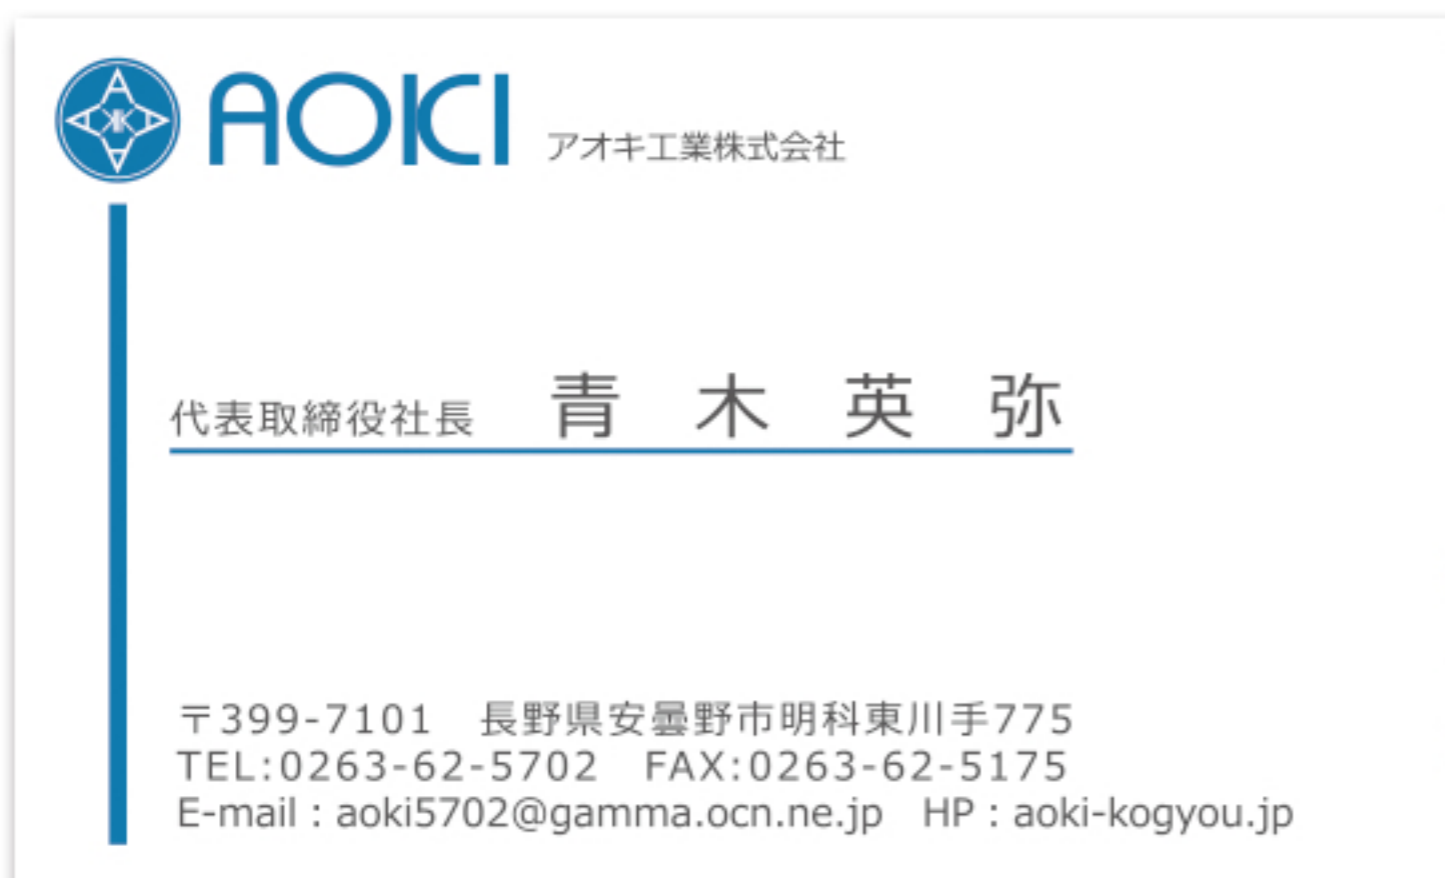 AOKI アオキ工業株式会社
代表取締役社長 青木英弥
〒399-7101 長野県安曇野市明科東川手775
TEL:0263-62-5702 FAX:0263-62-5175
E-mail : aoki5702@gamma.ocn.ne.jp HP : aoki-kogyou.jp